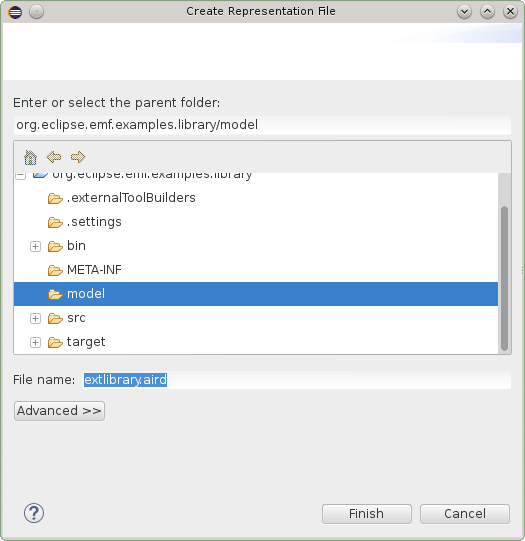 Create Representation File
Enter or select the parent folder:
org.eclipse.emf.examples.library/model
org.eclipse.emf.examples.library
.externalToolBuilders
.settings
bin
META-INF
model
src
target
File name: extlibrary.aird
Advanced >>
?
Finish Cancel